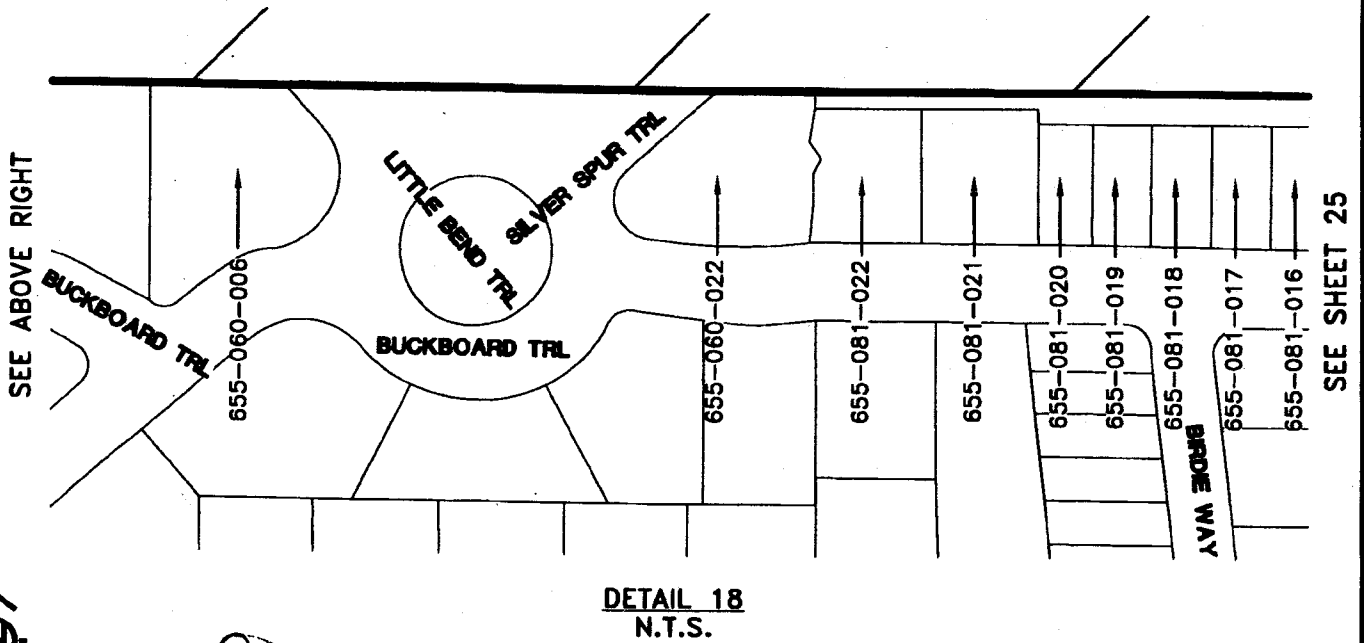 SEE ABOVE RIGHT
LITTLE BEND TRL
SILVER SPUR TRL
BUCKBOARD TRL
BUCKBOARD TRL
655-060-006
655-060-022
655-081-022
655-081-021
655-081-020
655-081-019
655-081-018
655-081-017
655-081-016
BIRDIE WAY
SEE SHEET 25
DETAIL 18
N.T.S.